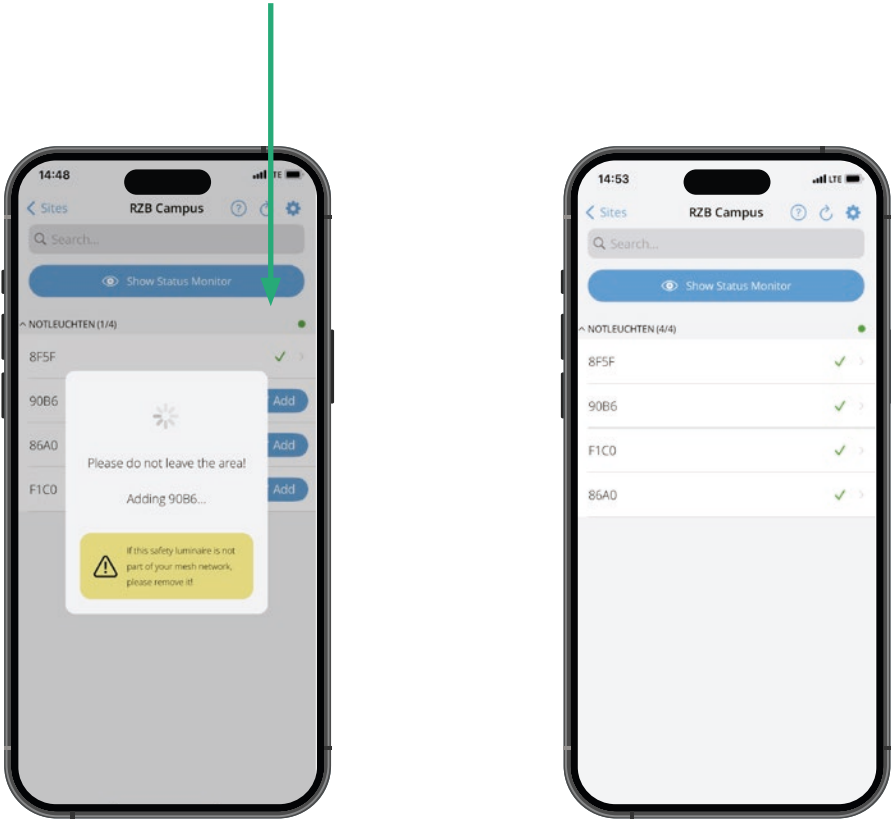 14:48
LTE
Sites
RZB Campus
Search...
Show Status Monitor
NOTLEUCHTEN (1/4)
8F5F
90B6
Add
86A0
Add
F1C0
Add
Please do not leave the area!
Adding 90B6...
If this safety luminaire is not
part of your mesh network,
please remove it!
14:53
LTE
Sites
RZB Campus
Search...
Show Status Monitor
NOTLEUCHTEN (4/4)
8F5F
90B6
F1C0
86A0